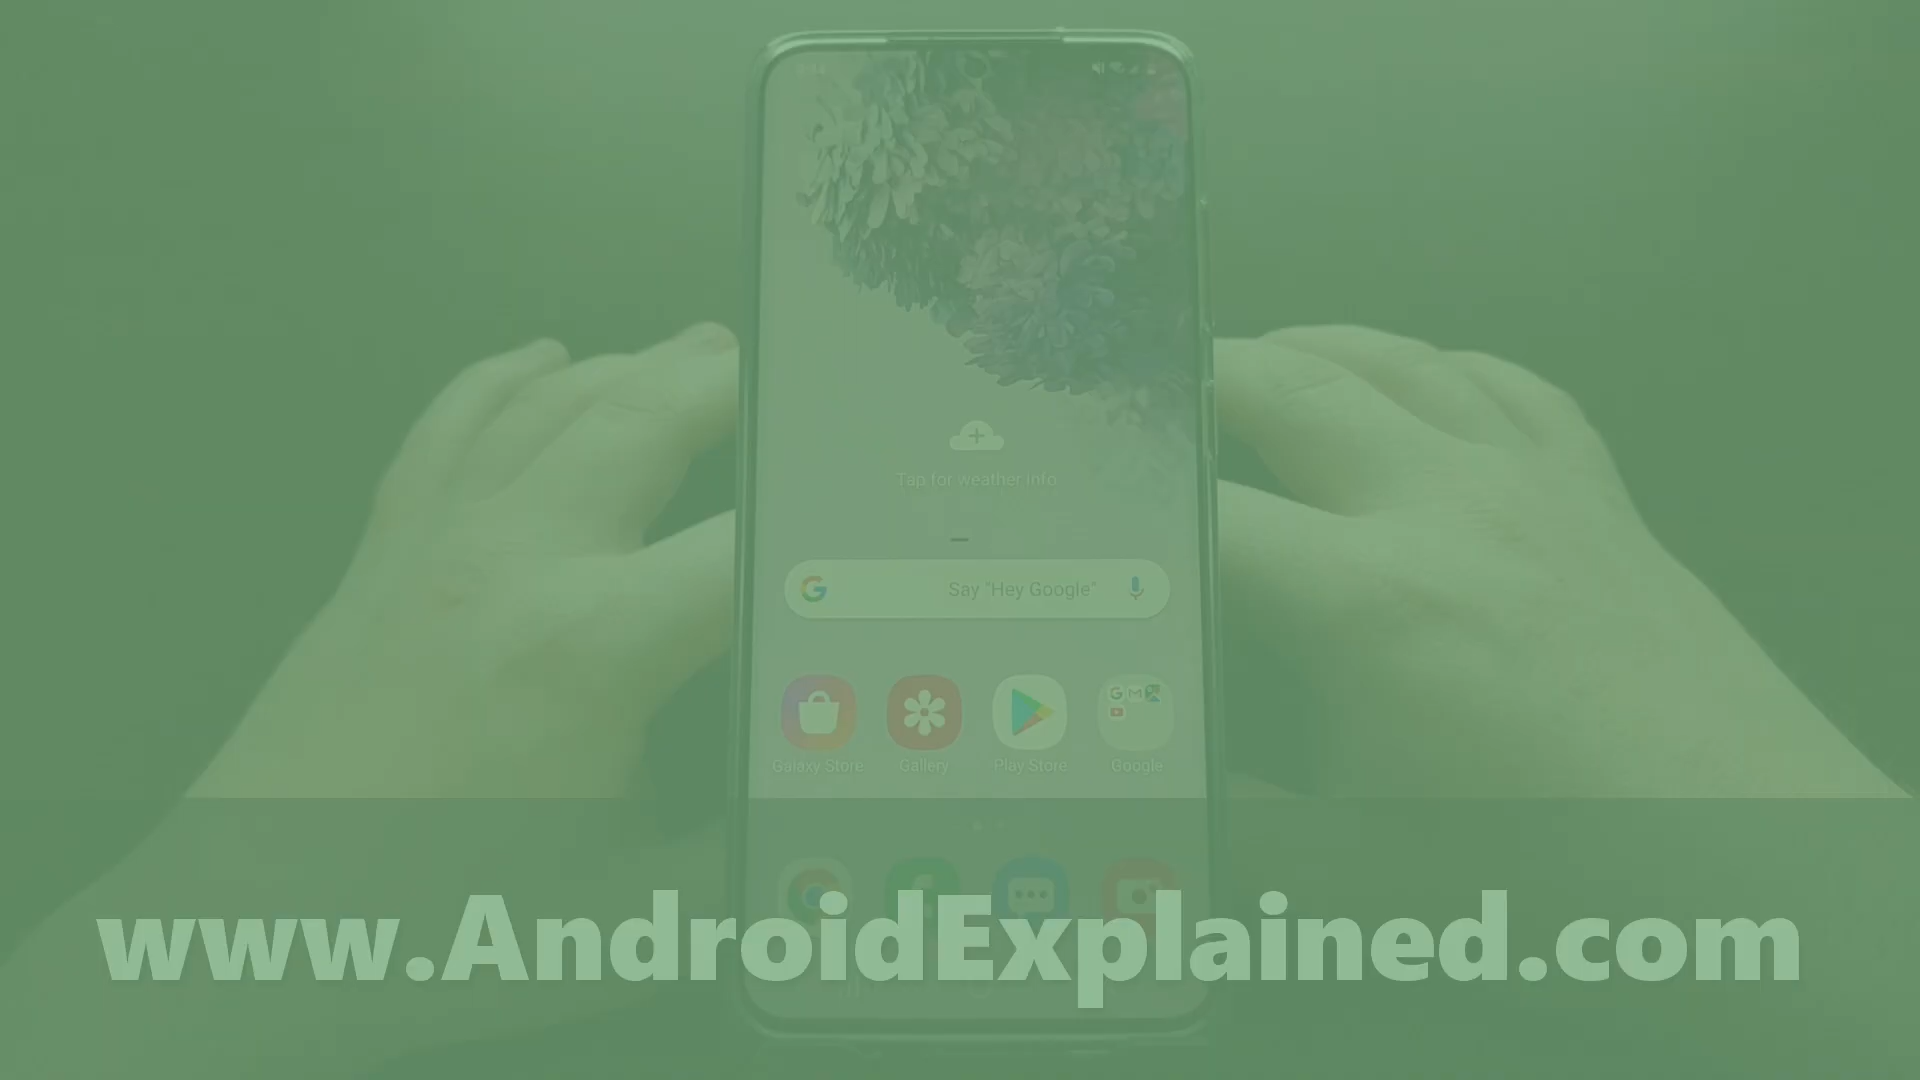 Tap for weather info
Say "Hey Google"
Galaxy Store Gallery Play Store Google
www.AndroidExplained.com